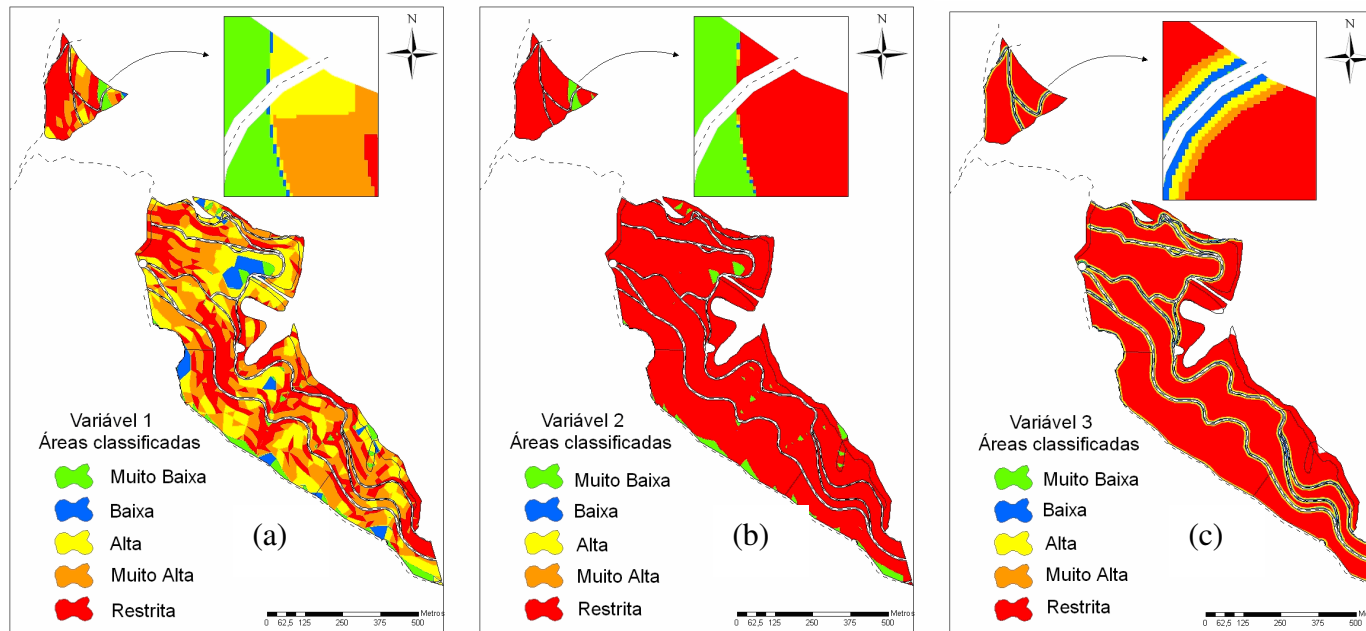 N
Variável 1
Áreas classificadas
Muito Baixa
Baixa
Alta
Muito Alta
Restrita
(a)
Metros
0 62,5 125 250 375 500
N
Variável 2
Áreas classificadas
Muito Baixa
Baixa
Alta
Muito Alta
Restrita
(b)
Metros
0 62,5 125 250 375 500
N
Variável 3
Áreas classificadas
Muito Baixa
Baixa
Alta
Muito Alta
Restrita
(c)
Me
0 62,5 125 250 375 500